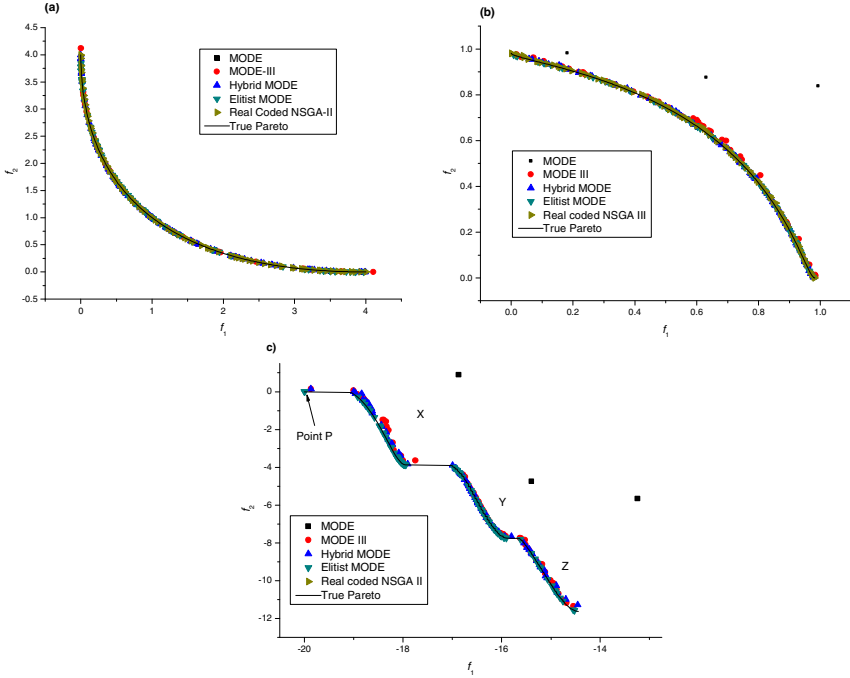 (a)
4.0
3.5
3.0
2.5
2.0
1.5
1.0
0.5
0.0
-0.5
f2
0
1
2
3
4
f1
MODE
MODE-III
Hybrid MODE
Elitist MODE
Real Coded NSGA-II
True Pareto
(b)
1.0
0.8
0.6
0.4
0.2
0.0
f2
0.0
0.2
0.4
0.6
0.8
1.0
f1
MODE
MODE III
Hybrid MODE
Elitist MODE
Real coded NSGA III
True Pareto
c)
0
-2
-4
-6
-8
-10
-12
f2
-20
-18
-16
-14
f1
Point P
X
Y
Z
MODE
MODE III
Hybrid MODE
Elitist MODE
Real coded NSGA II
True Pareto